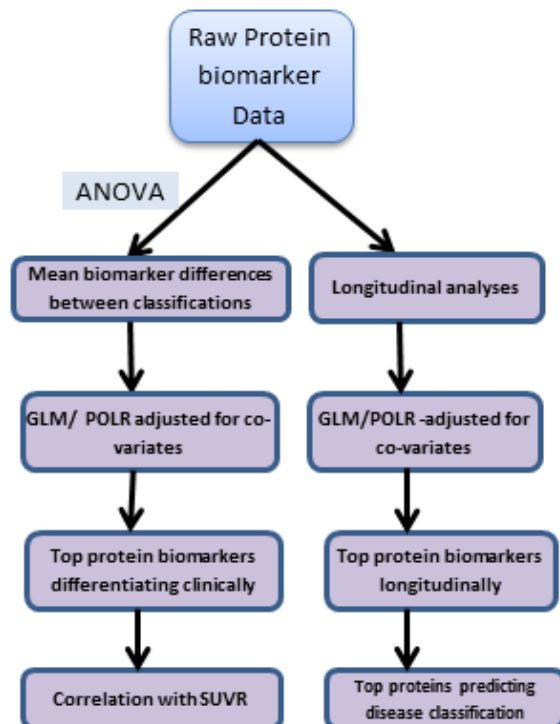 Raw Protein
biomarker
Data
ANOVA
Mean biomarker differences
between classifications
Longitudinal analyses
GLM/ POLR adjusted for co-
variates
GLM/POLR -adjusted for
co-variates
Top protein biomarkers
differentiating clinically
Top protein biomarkers
longitudinally
Correlation with SUVR
Top proteins predicting
disease classification